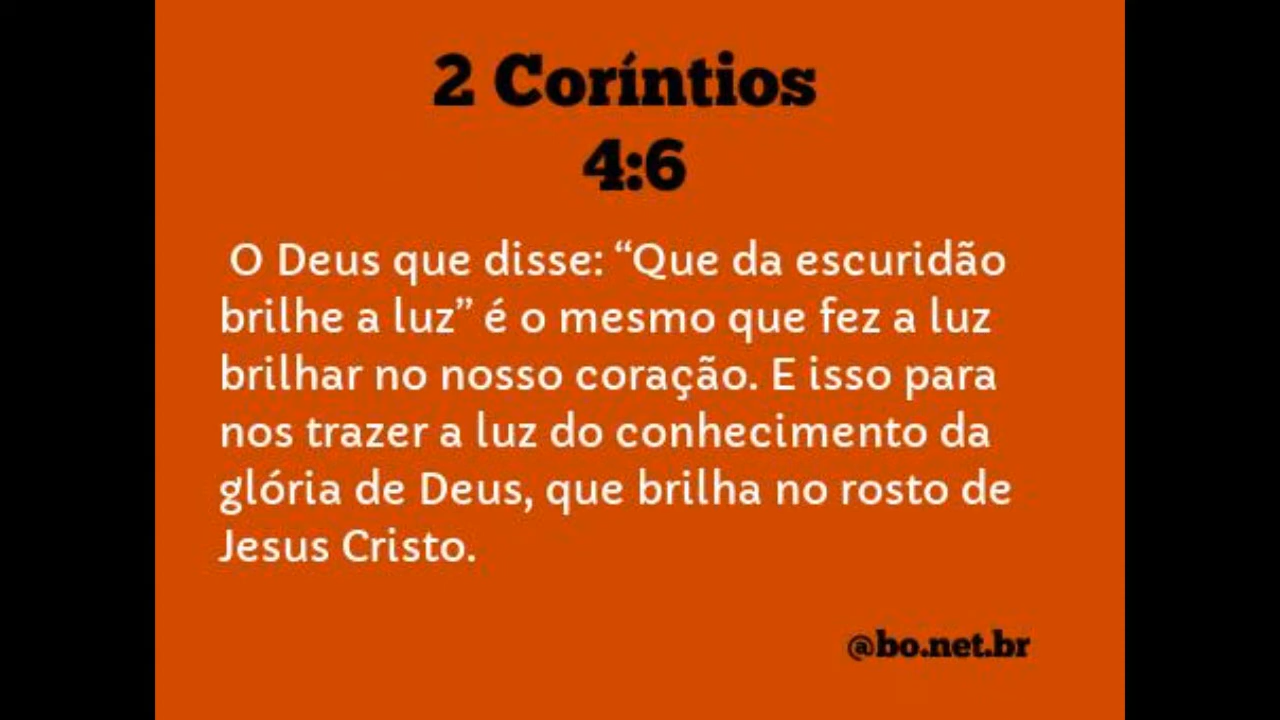 2 Coríntios
4:6
O Deus que disse: “Que da escuridão
brilhe a luz” é o mesmo que fez a luz
brilhar no nosso coração. E isso para
nos trazer a luz do conhecimento da
glória de Deus, que brilha no rosto de
Jesus Cristo.
@bo.net.br